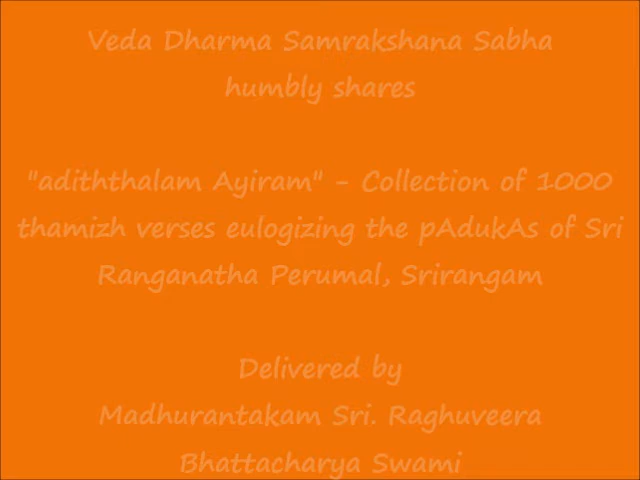 Veda Dharma Samrakshana Sabha
humbly shares
"adiththalam Ayiram" - Collection of 1000
thamizh verses eulogizing the pAdukAs of Sri
Ranganatha Perumal, Srirangam
Delivered by
Madhurantakam Sri. Raghuveera
Bhattacharya Swami